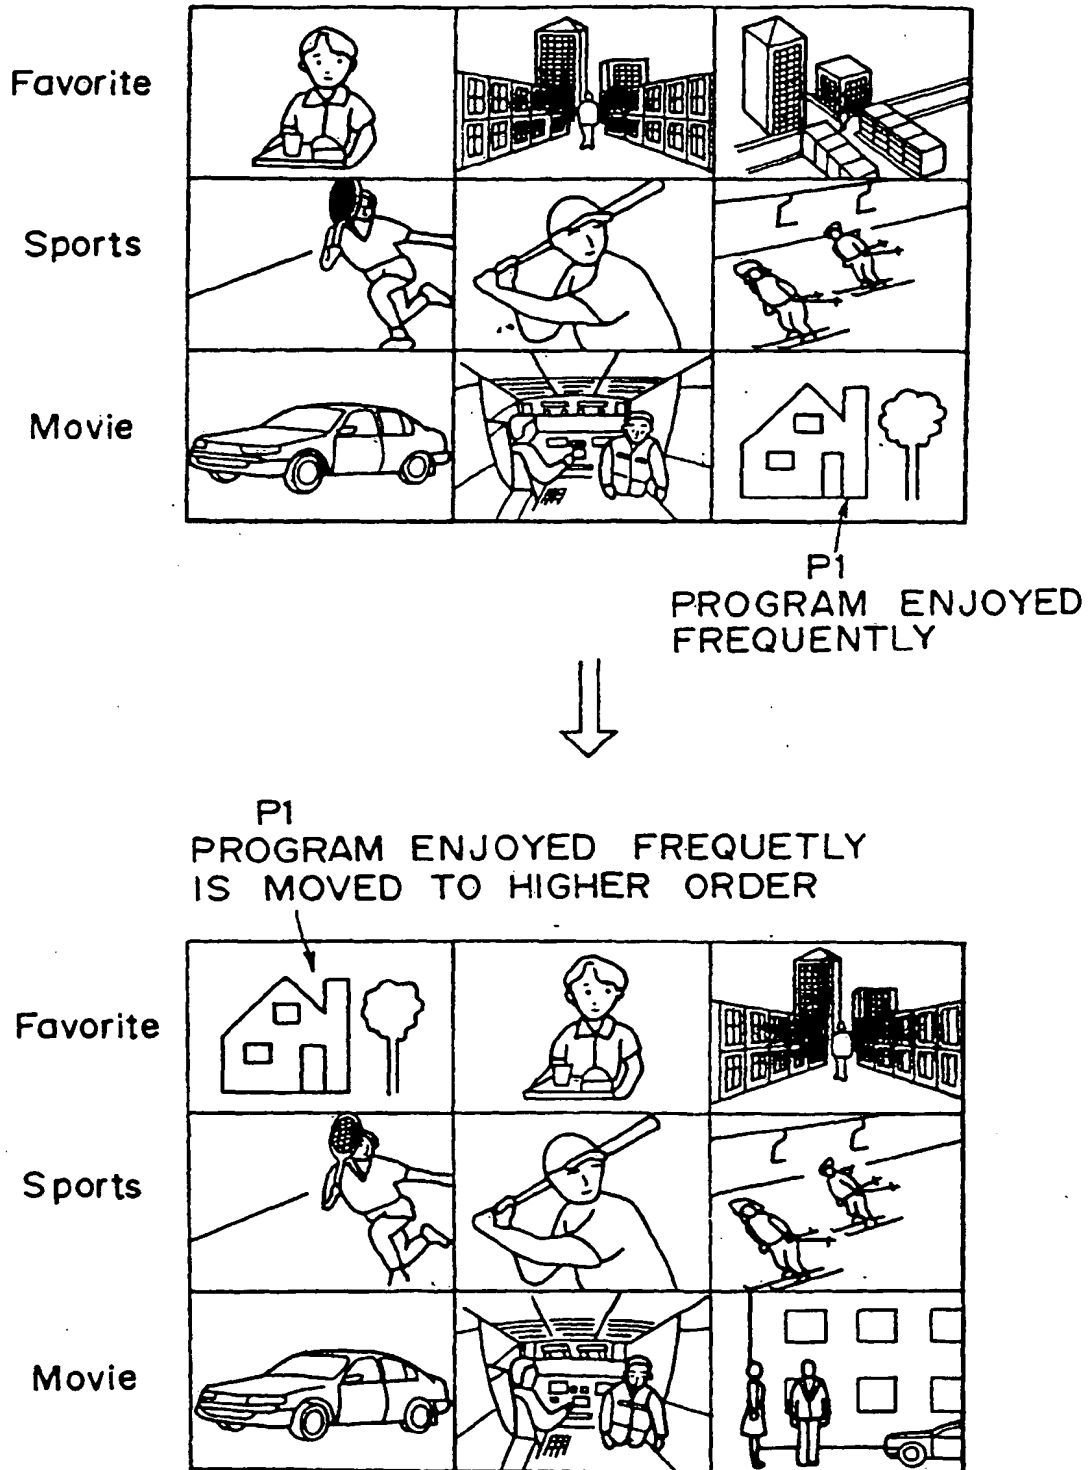 Favorite
Sports
Movie
P1
PROGRAM ENJOYED
FREQUENTLY
P1
PROGRAM ENJOYED FREQUETLY
IS MOVED TO HIGHER ORDER
Favorite
Sports
Movie